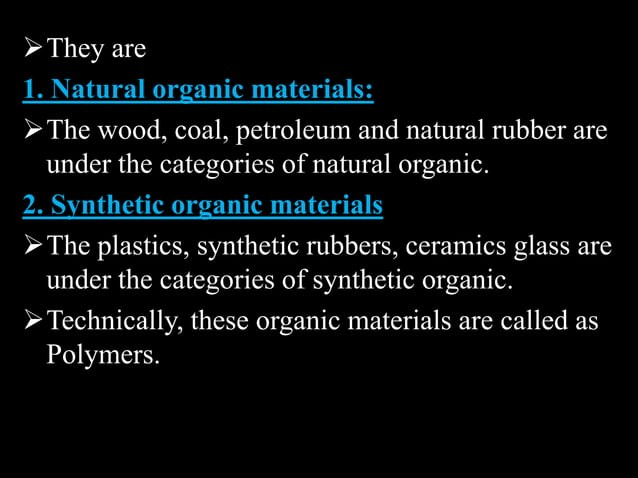 ➢They are
1. Natural organic materials:
➢The wood, coal, petroleum and natural rubber are
under the categories of natural organic.
2. Synthetic organic materials
➢The plastics, synthetic rubbers, ceramics glass are
under the categories of synthetic organic.
➢Technically, these organic materials are called as
Polymers.